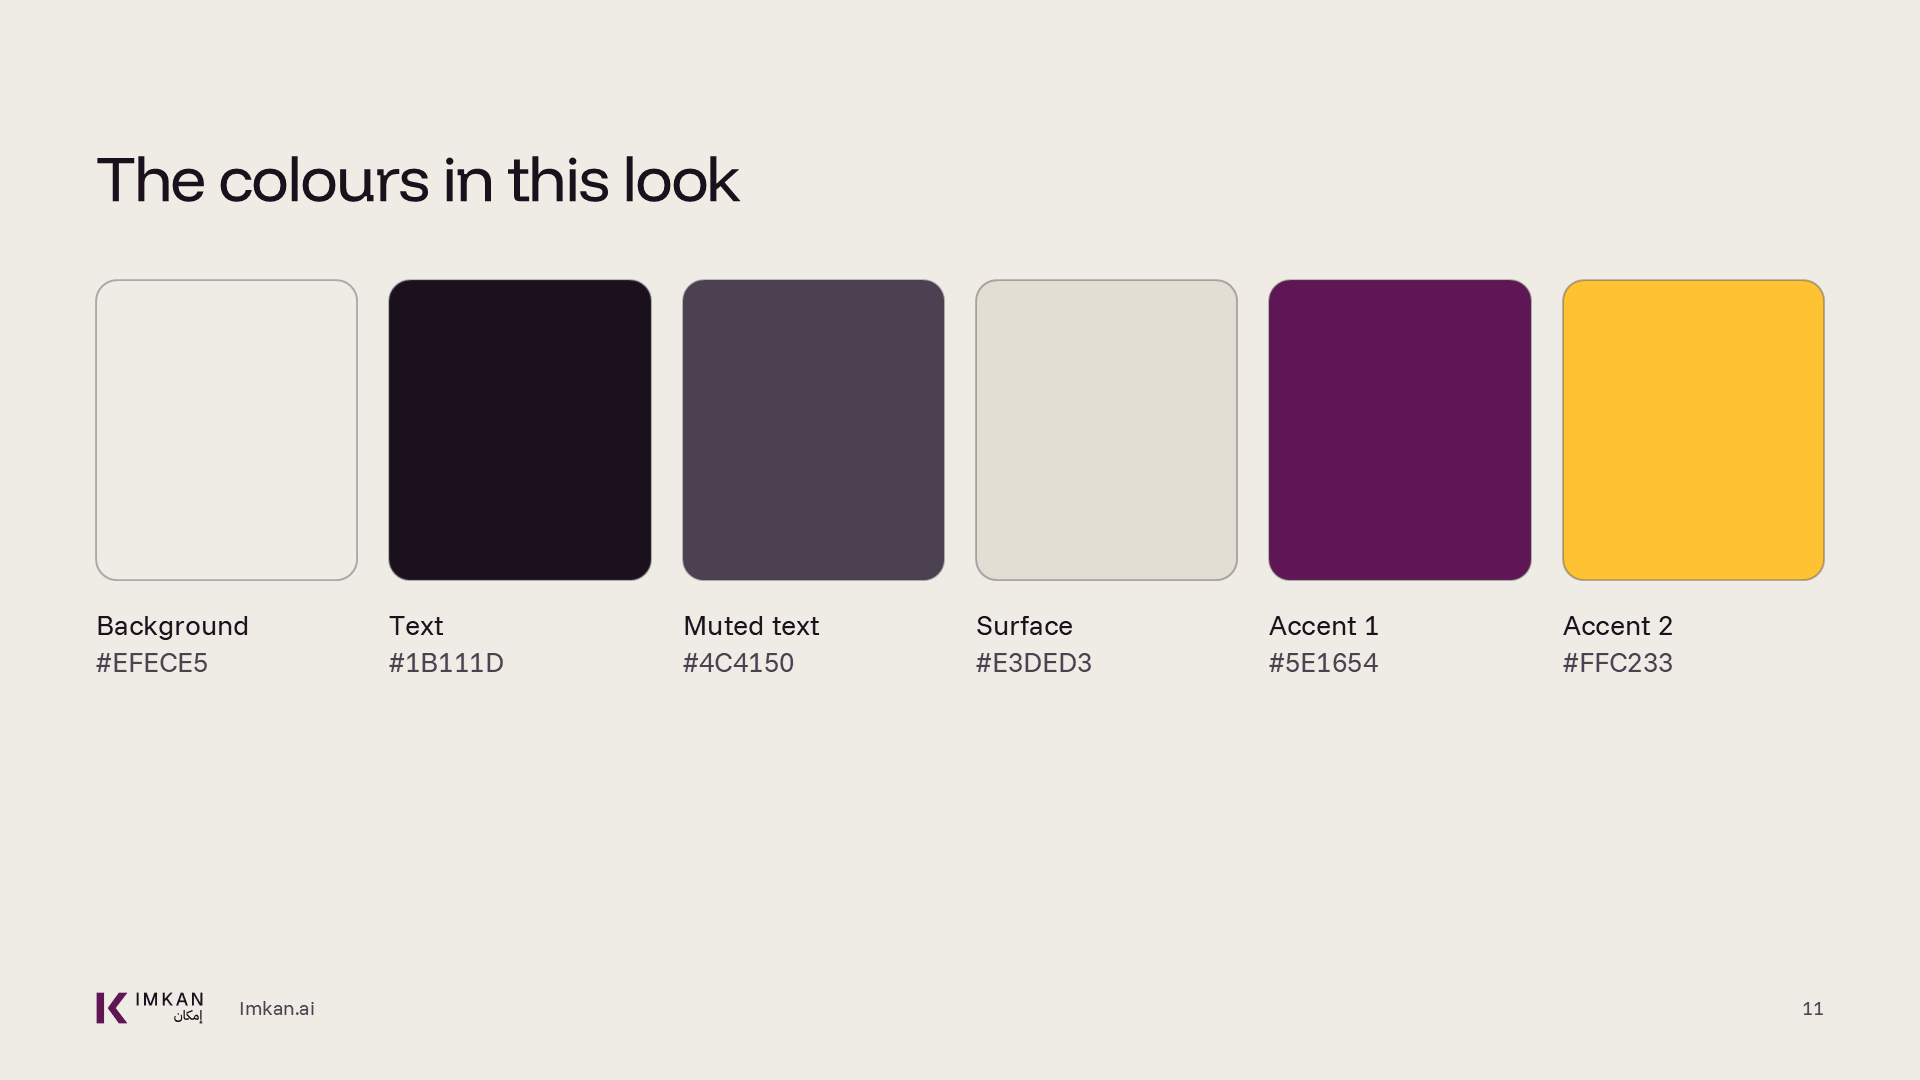 The colours in this look
Background
#EFECE5
Text
#1B111D
Muted text
#4C4150
Surface
#E3DED3
Accent 1
#5E1654
Accent 2
#FFC233
IMKAN
إمكان
Imkan.ai
11